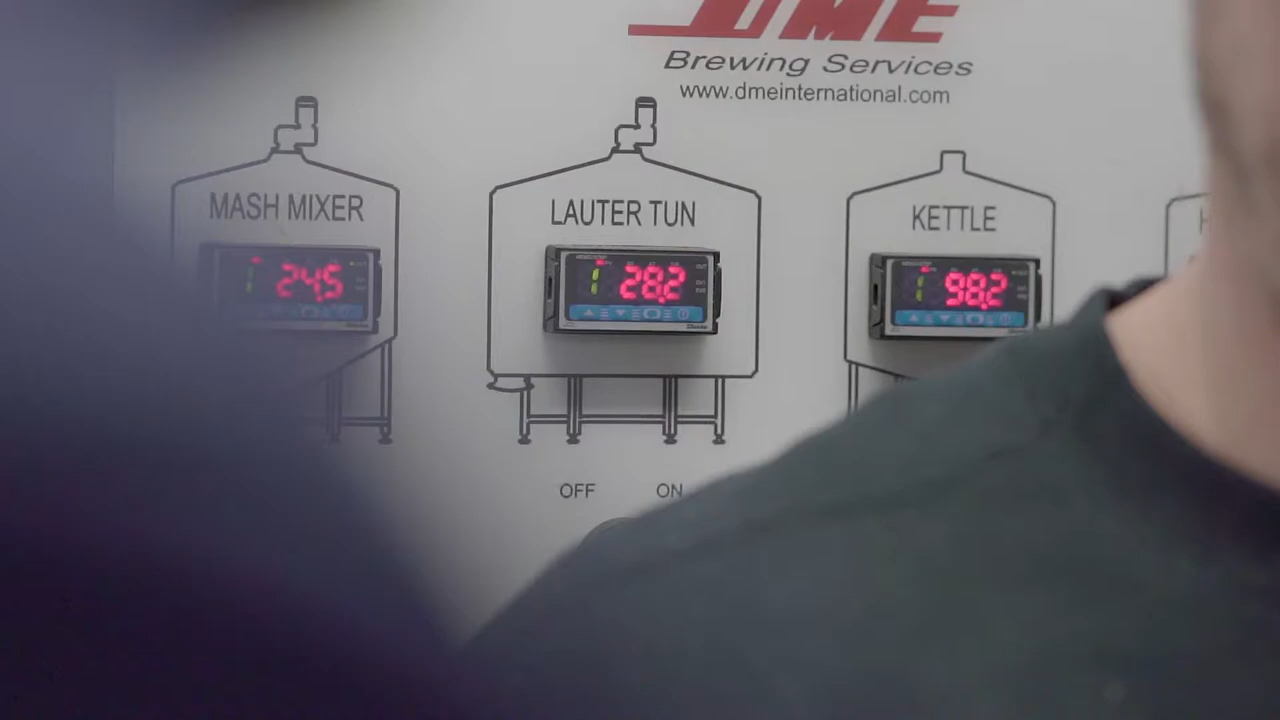 DME
Brewing Services
www.dmeinternational.com
MASH MIXER
LAUTER TUN
KETTLE
1 24.5
1 28.2
1 98.2
OFF ON